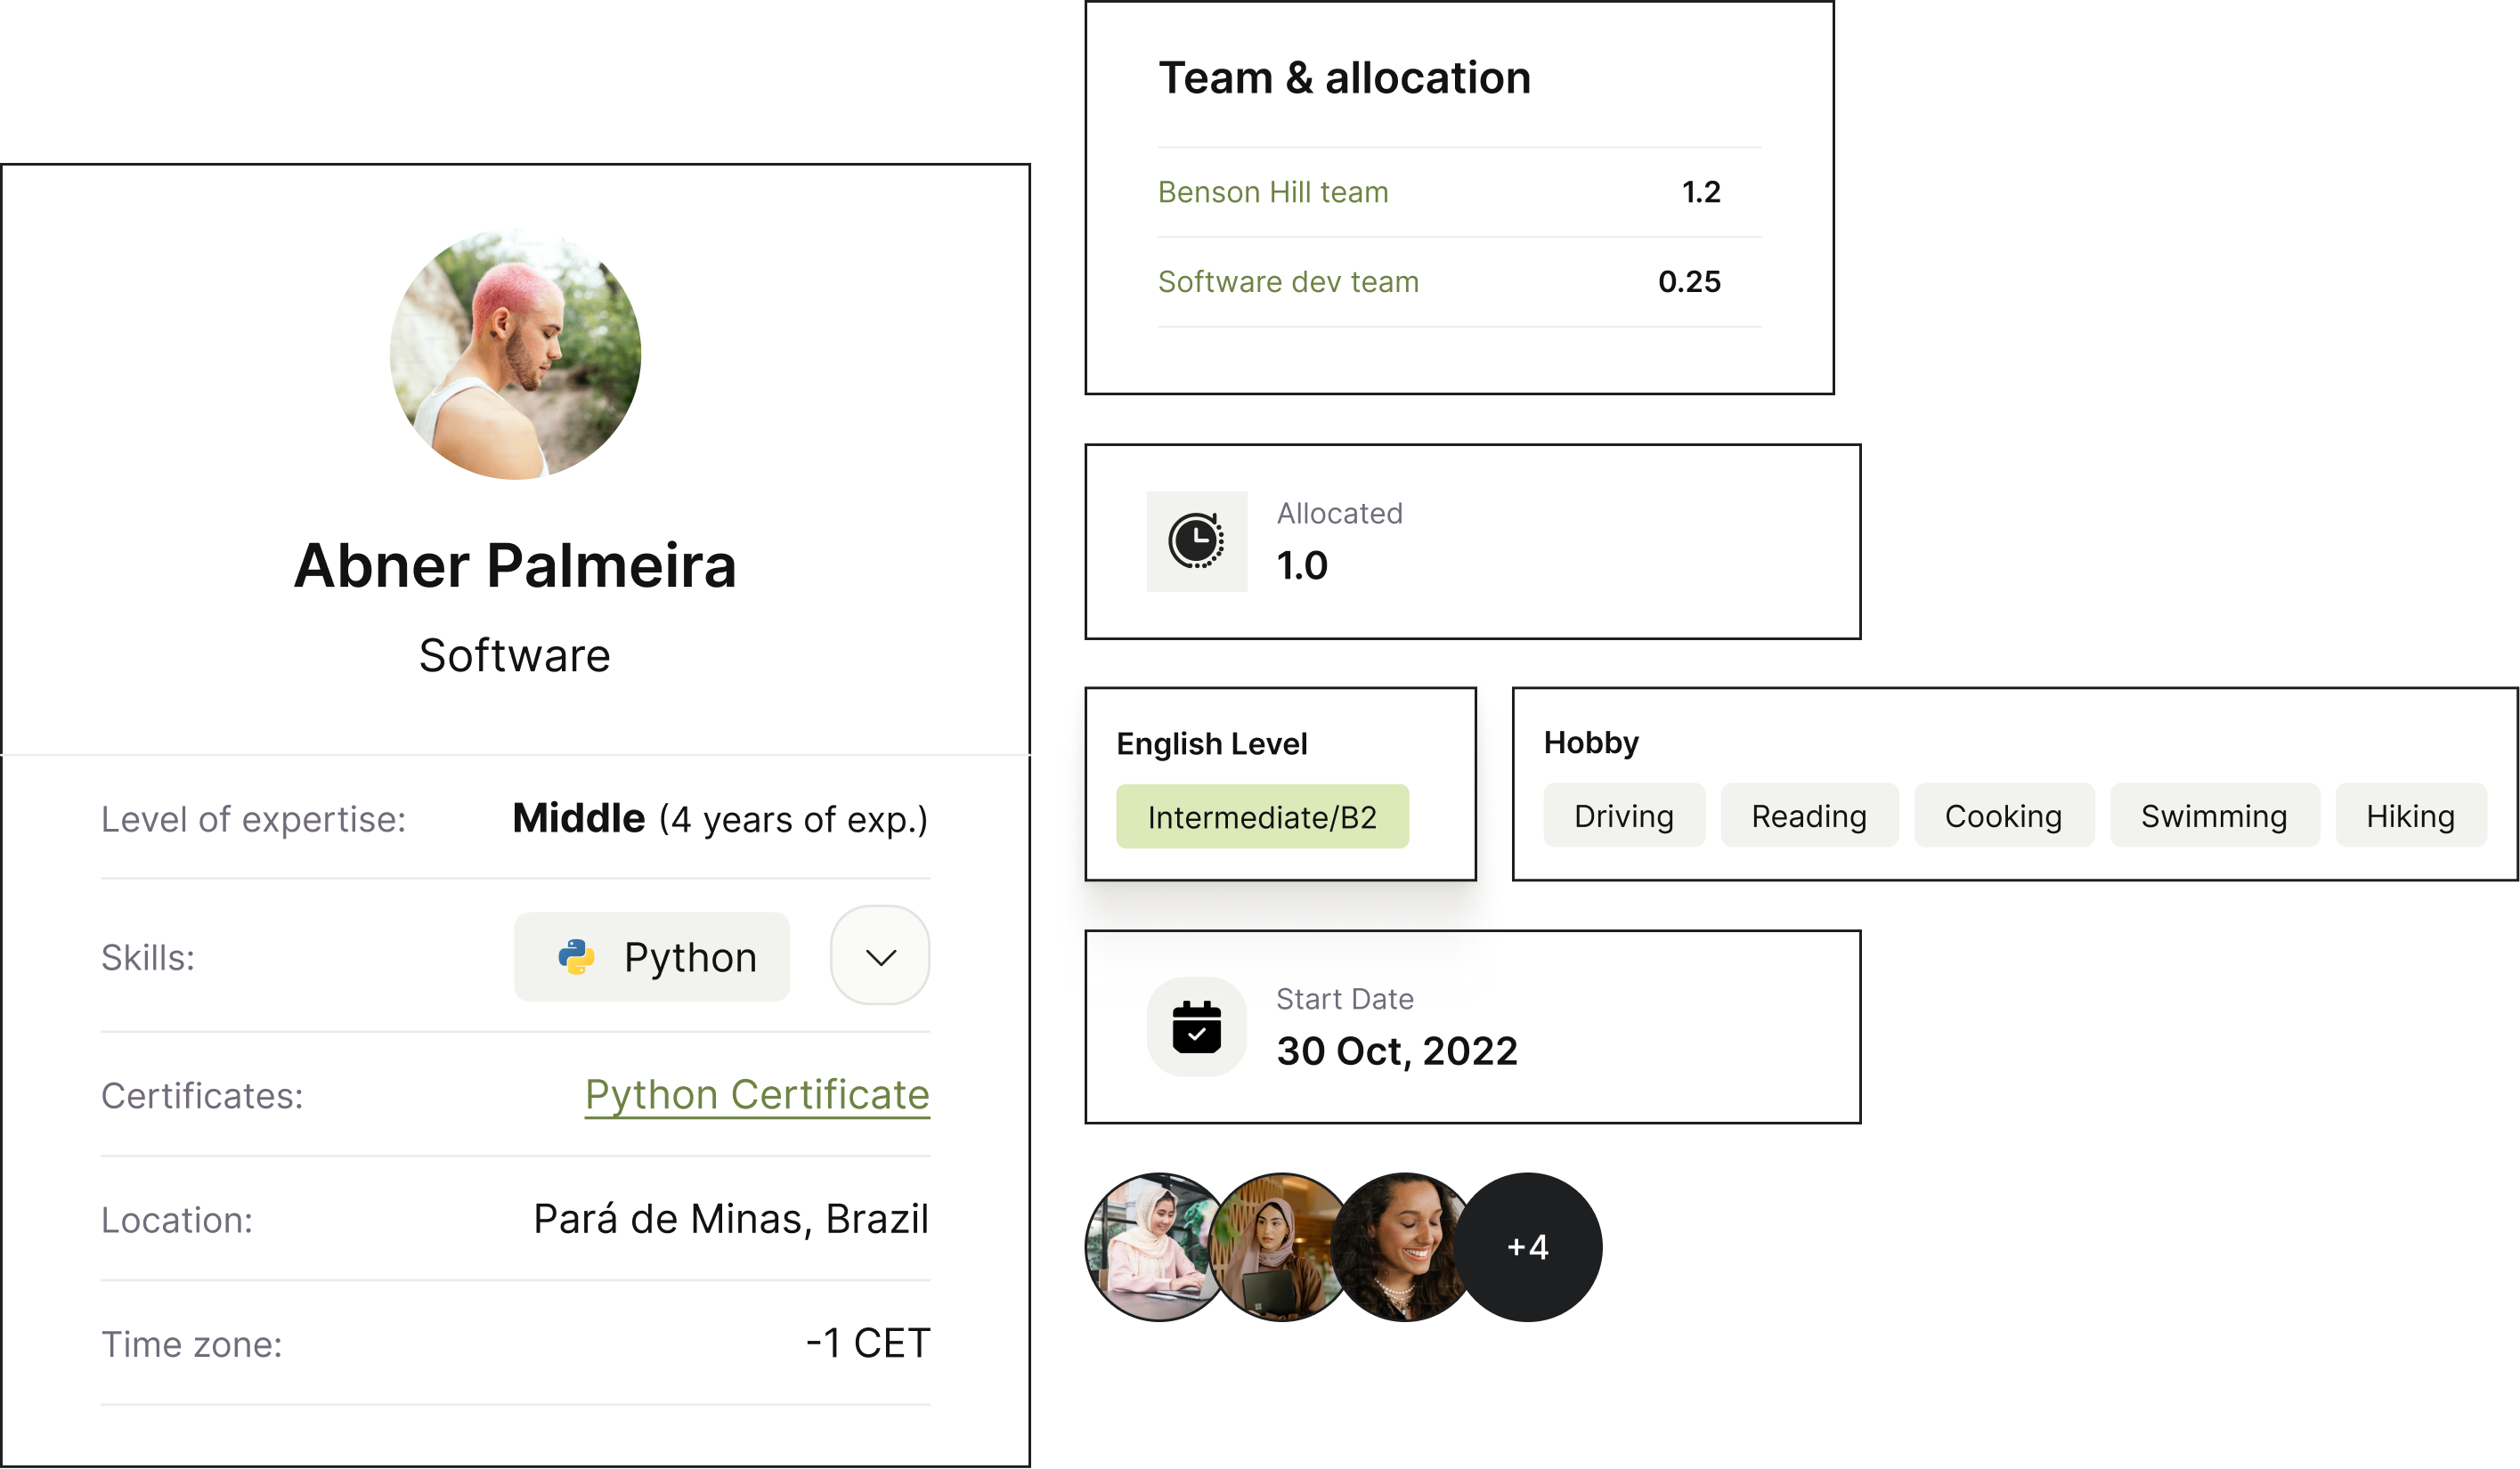 Abner Palmeira
Software
Level of expertise: Middle (4 years of exp.)
Skills: Python
Certificates: Python Certificate
Location: Pará de Minas, Brazil
Time zone: -1 CET
Team & allocation
Benson Hill team 1.2
Software dev team 0.25
Allocated
1.0
English Level
Intermediate/B2
Hobby
Driving Reading Cooking Swimming Hiking
Start Date
30 Oct, 2022
+4